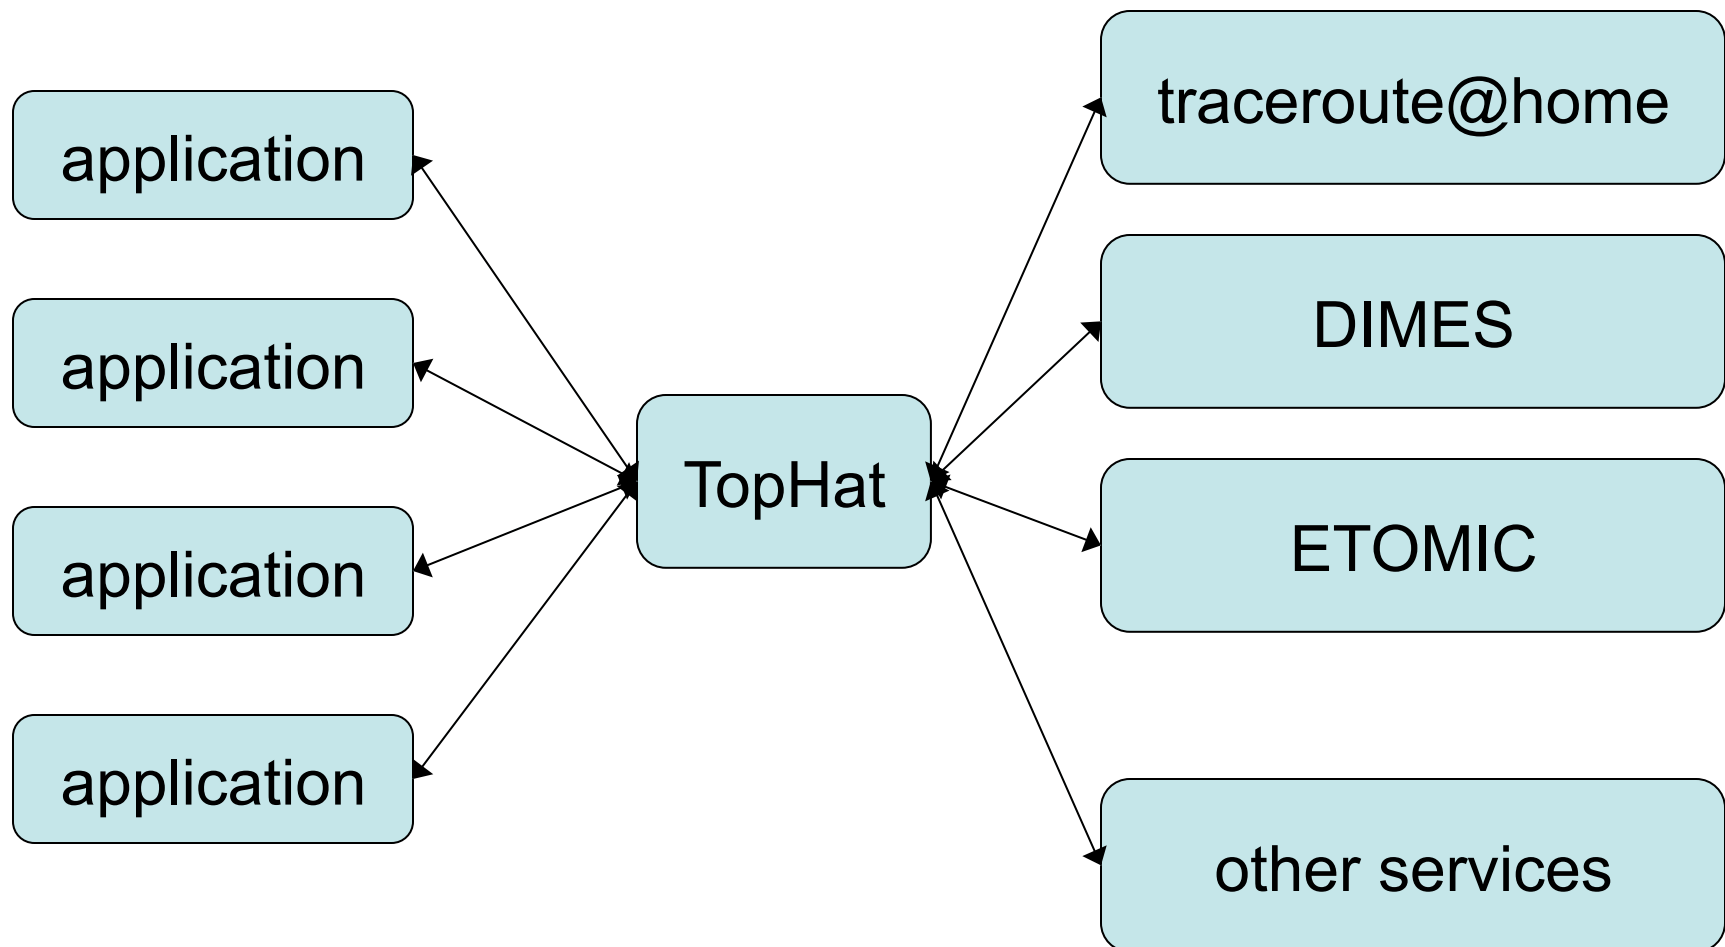 application
application
application
application
TopHat
traceroute@home
DIMES
ETOMIC
other services